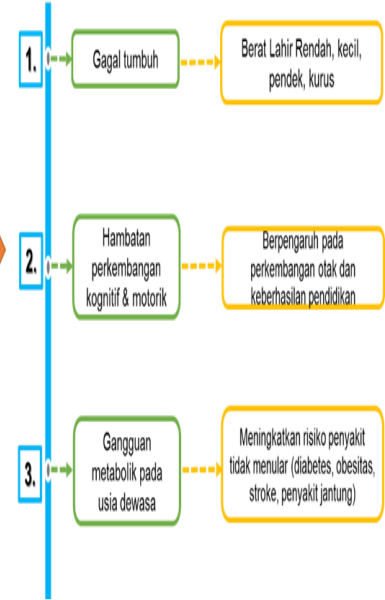 1.
Gagal tumbuh
Berat Lahir Rendah, kecil,
pendek, kurus
2.
Hambatan
perkembangan
kognitif & motorik
Berpengaruh pada
perkembangan otak dan
keberhasilan pendidikan
3.
Gangguan
metabolik pada
usia dewasa
Meningkatkan risiko penyakit
tidak menular (diabetes, obesitas,
stroke, penyakit jantung)